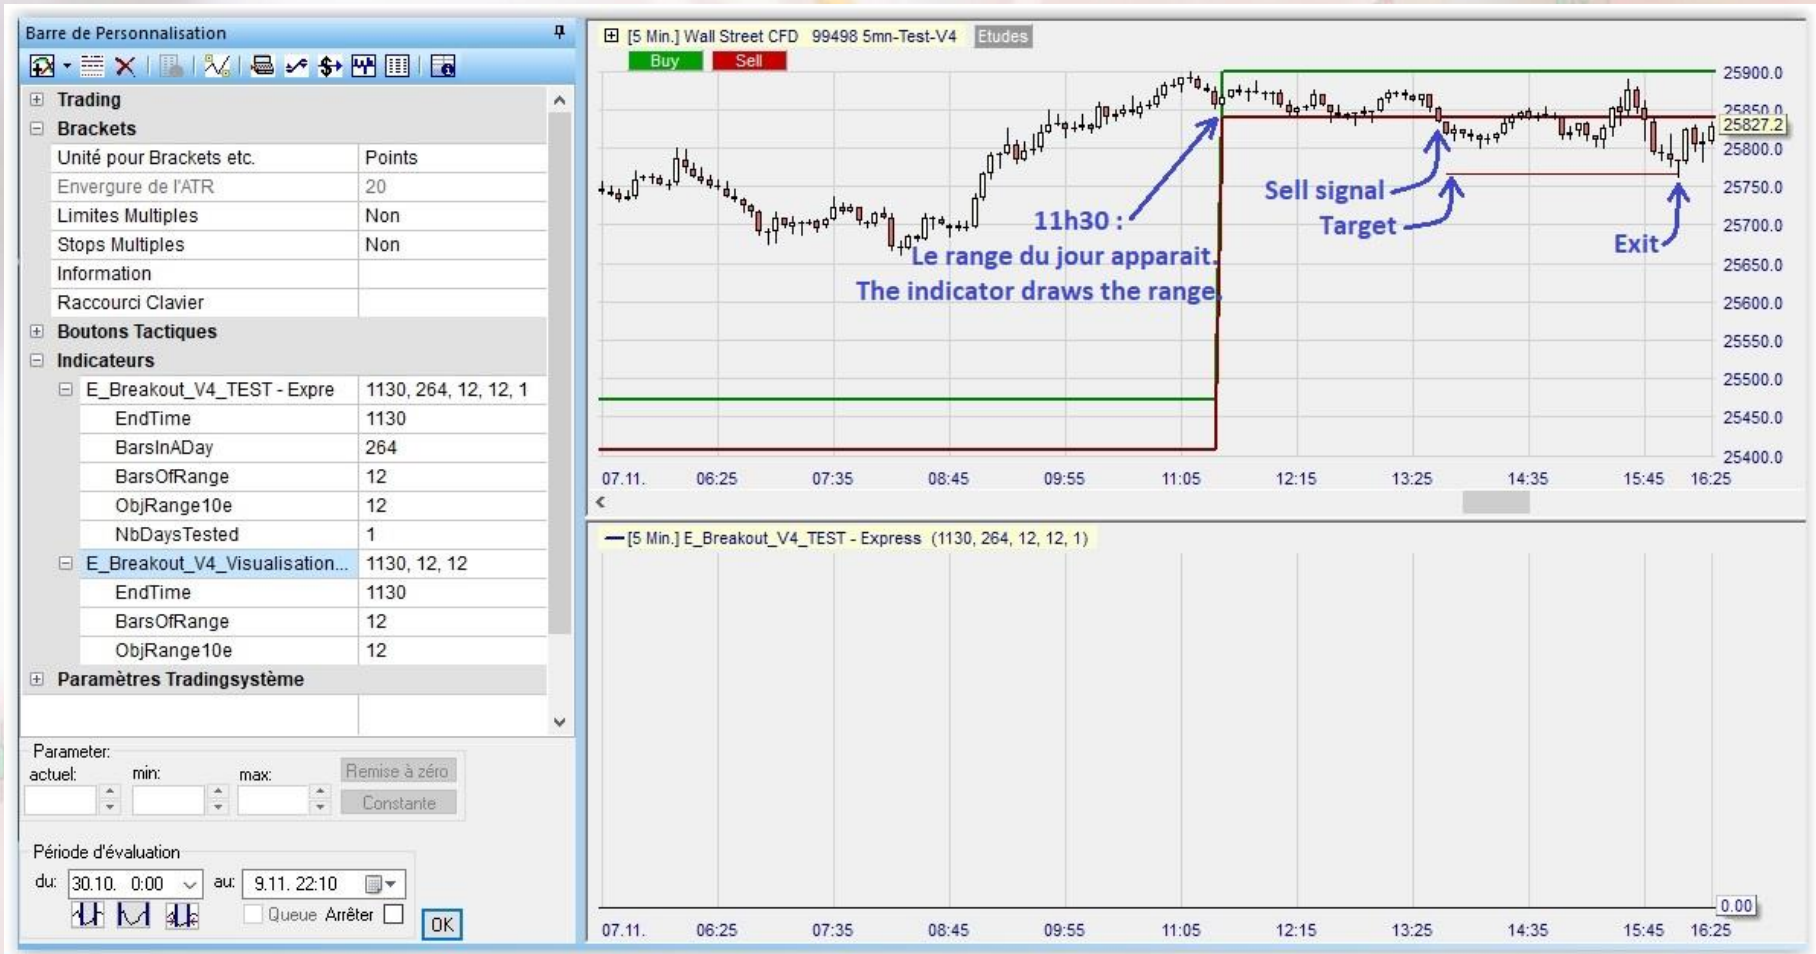 Barre de Personnalisation
Trading
Brackets
Unité pour Brackets etc. Points
Envergure de l'ATR 20
Limites Multiples Non
Stops Multiples Non
Information
Raccourci Clavier
Boutons Tactiques
Indicateurs
E_Breakout_V4_TEST - Expre 1130, 264, 12, 12, 1
EndTime 1130
BarsInADay 264
BarsOfRange 12
ObjRange10e 12
NbDaysTested 1
E_Breakout_V4_Visualisation... 1130, 12, 12
EndTime 1130
BarsOfRange 12
ObjRange10e 12
Paramètres Tradingsystème
Parameter:
actuel: min: max: Remise à zéro
Constante
Période d'évaluation
du: 30.10. 0:00 au: 9.11. 22:10
Queue Arrêter OK
[5 Min.] Wall Street CFD 99498 5mn-Test-V4 Etudes
Buy Sell
25900.0
25850.0
25827.2
25800.0
25750.0
25700.0
25650.0
25600.0
25550.0
25500.0
25450.0
25400.0
Sell signal
Target
Exit
11h30 :
Le range du jour apparait.
The indicator draws the range.
07.11. 06:25 07:35 08:45 09:55 11:05 12:15 13:25 14:35 15:45 16:25
[5 Min.] E_Breakout_V4_TEST - Express (1130, 264, 12, 12, 1)
0.00
07.11. 06:25 07:35 08:45 09:55 11:05 12:15 13:25 14:35 15:45 16:25